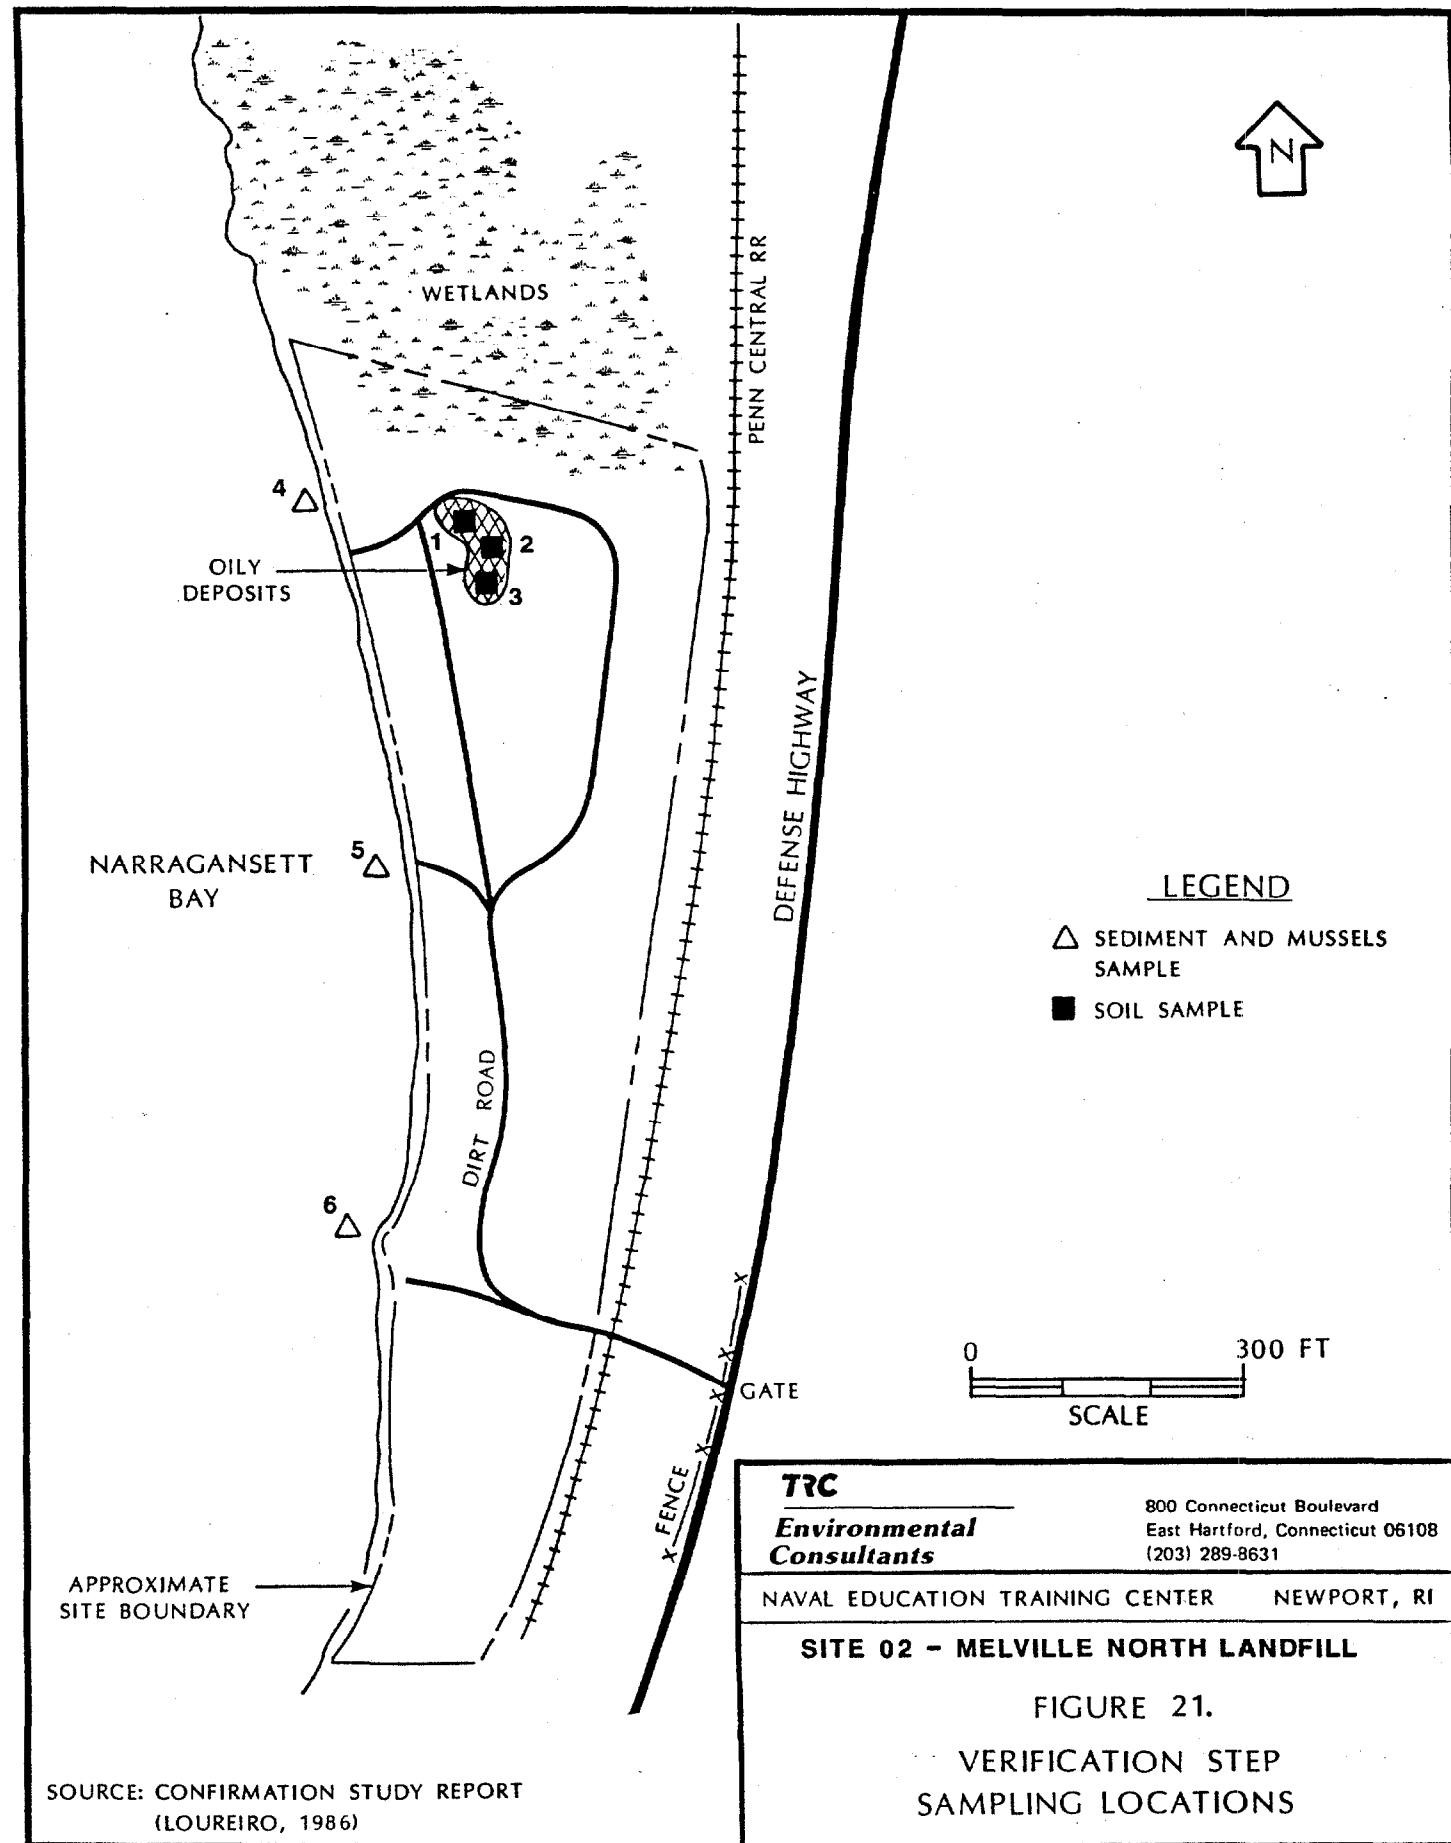 N
WETLANDS
PENN CENTRAL RR
4
1
2
3
OILY
DEPOSITS
DEFENSE HIGHWAY
NARRAGANSETT
BAY
5
LEGEND
SEDIMENT AND MUSSELS
SAMPLE
SOIL SAMPLE
DIRT ROAD
6
0 300 FT
SCALE
GATE
FENCE
APPROXIMATE
SITE BOUNDARY
TRC
Environmental
Consultants
800 Connecticut Boulevard
East Hartford, Connecticut 06108
(203) 289-8631
NAVAL EDUCATION TRAINING CENTER NEWPORT, RI
SITE 02 - MELVILLE NORTH LANDFILL
FIGURE 21.
VERIFICATION STEP
SAMPLING LOCATIONS
SOURCE: CONFIRMATION STUDY REPORT
(LOUREIRO, 1986)